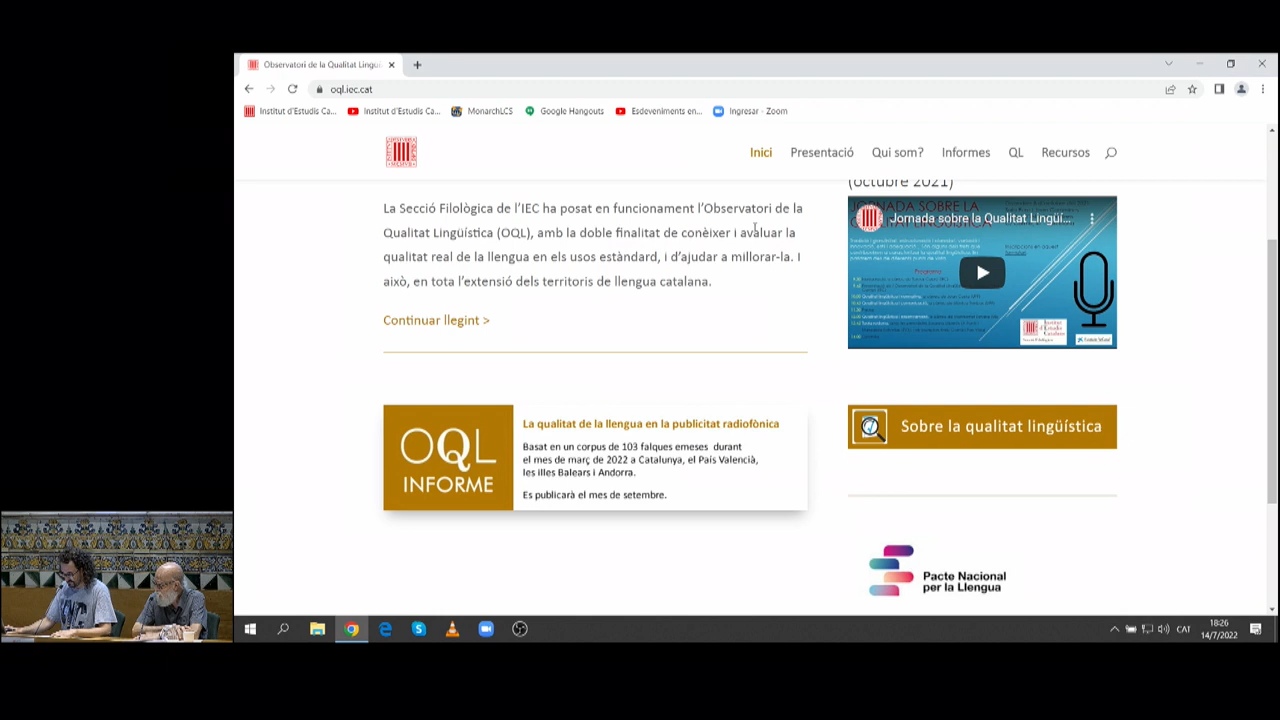 Observatori de la Qualitat Lingüí
oql.iec.cat
Institut d'Estudis Ca...
Institut d'Estudis Ca...
MonarchLCS
Google Hangouts
Esdeveniments en...
Ingresar - Zoom
Inici
Presentació
Qui som?
Informes
QL
Recursos
La Secció Filològica de l'IEC ha posat en funcionament l'Observatori de la
Qualitat Lingüística (OQL), amb la doble finalitat de conèixer i avaluar la
qualitat real de la llengua en els usos estàndard, i d'ajudar a millorar-la. I
això, en tota l'extensió dels territoris de llengua catalana.
Continuar llegint >
(octubre 2021)
JORNADA SOBRE LA
Jornada sobre la Qualitat Lingüí...
Programa
OQL
INFORME
La qualitat de la llengua en la publicitat radiofònica
Basat en un corpus de 103 falques emeses durant
el mes de març de 2022 a Catalunya, el País Valencià,
les illes Balears i Andorra.
Es publicarà el mes de setembre.
Sobre la qualitat lingüística
Pacte Nacional
per la Llengua
CAT
18:26
14/7/2022